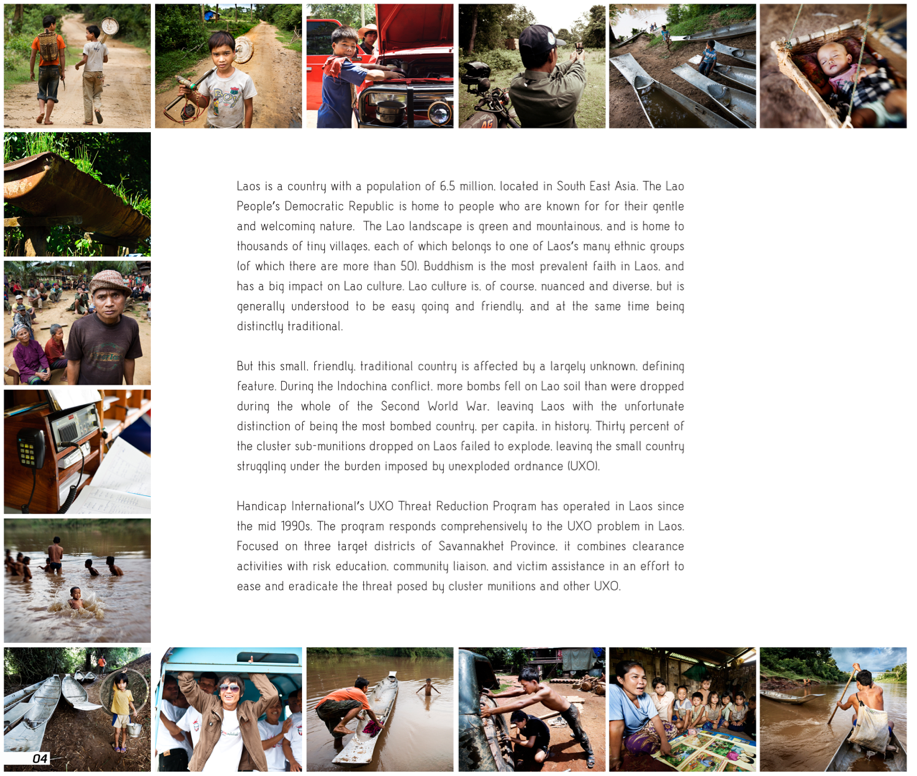 Laos is a country with a population of 6.5 million, located in South East Asia. The Lao
People's Democratic Republic is home to people who are known for for their gentle
and welcoming nature.  The Lao landscape is green and mountainous, and is home to
thousands of tiny villages, each of which belongs to one of Laos's many ethnic groups
(of which there are more than 50). Buddhism is the most prevalent faith in Laos, and
has a big impact on Lao culture. Lao culture is, of course, nuanced and diverse, but is
generally understood to be easy going and friendly, and at the same time being
distinctly traditional.
But this small, friendly, traditional country is affected by a largely unknown, defining
feature. During the Indochina conflict, more bombs fell on Lao soil than were dropped
during the whole of the Second World War, leaving Laos with the unfortunate
distinction of being the most bombed country, per capita, in history. Thirty percent of
the cluster sub-munitions dropped on Laos failed to explode, leaving the small country
struggling under the burden imposed by unexploded ordnance (UXO).
Handicap International's UXO Threat Reduction Program has operated in Laos since
the mid 1990s. The program responds comprehensively to the UXO problem in Laos.
Focused on three target districts of Savannakhet Province, it combines clearance
activities with risk education, community liaison, and victim assistance in an effort to
ease and eradicate the threat posed by cluster munitions and other UXO.
04